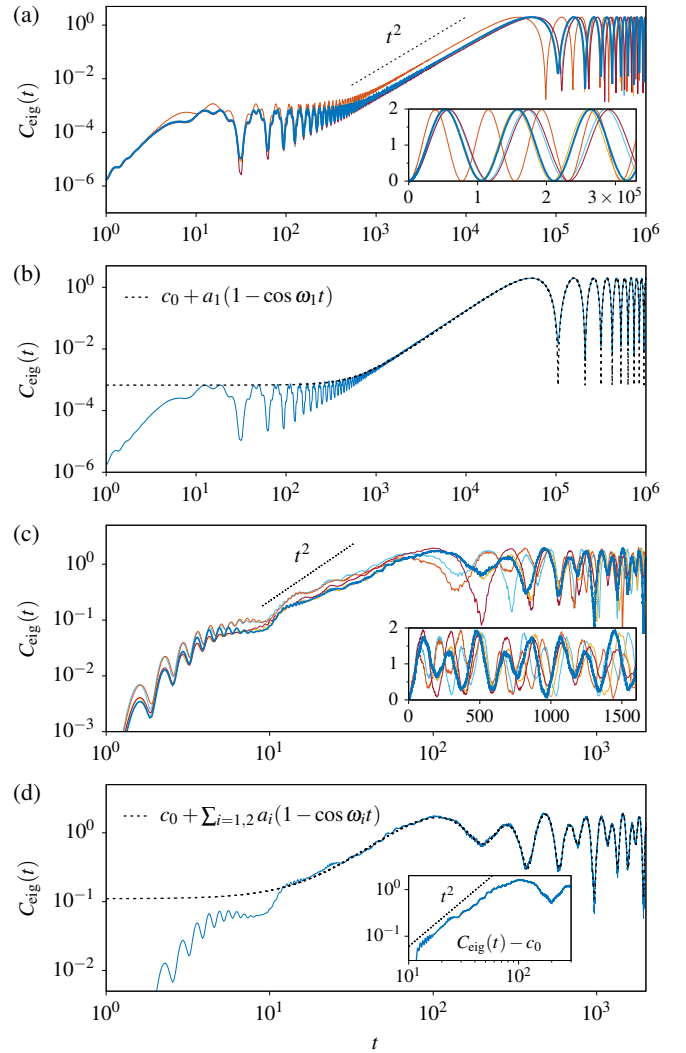 (a)
C_eig(t)
10^0
10^−2
10^−4
10^−6
t^2
2
1
0
0 1 2 3 × 10^5
10^0 10^1 10^2 10^3 10^4 10^5 10^6
(b)
C_eig(t)
10^0
10^−2
10^−4
10^−6
c_0 + a_1(1 − cos ω_1t)
10^0 10^1 10^2 10^3 10^4 10^5 10^6
(c)
C_eig(t)
10^0
10^−1
10^−2
10^−3
t^2
2
1
0
0 500 1000 1500
10^0 10^1 10^2 10^3
(d)
C_eig(t)
10^0
10^−1
10^−2
c_0 + ∑_{i=1,2} a_i(1 − cos ω_it)
10^0
10^−1
t^2
C_eig(t) − c_0
10^1 10^2
10^0 10^1 10^2 10^3
t